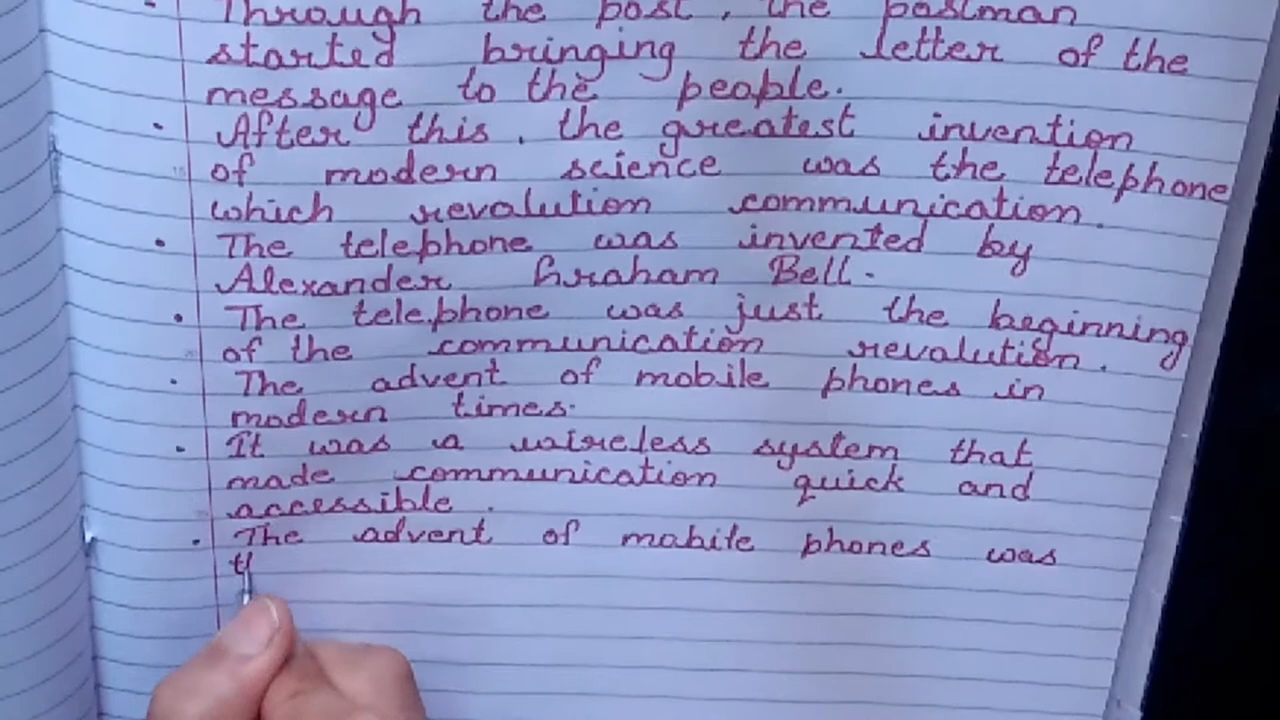 Through the post, the postman
started bringing the letter of the
message to the people.
After this, the greatest invention
of modern science was the telephone
which revalution communication.
The telephone was invented by
Alexander Graham Bell.
The telephone was just the beginning
of the communication revalution.
The advent of mobile phones in
modern times.
It was a wireless system that
made communication quick and
accessible.
The advent of mobile phones was
th